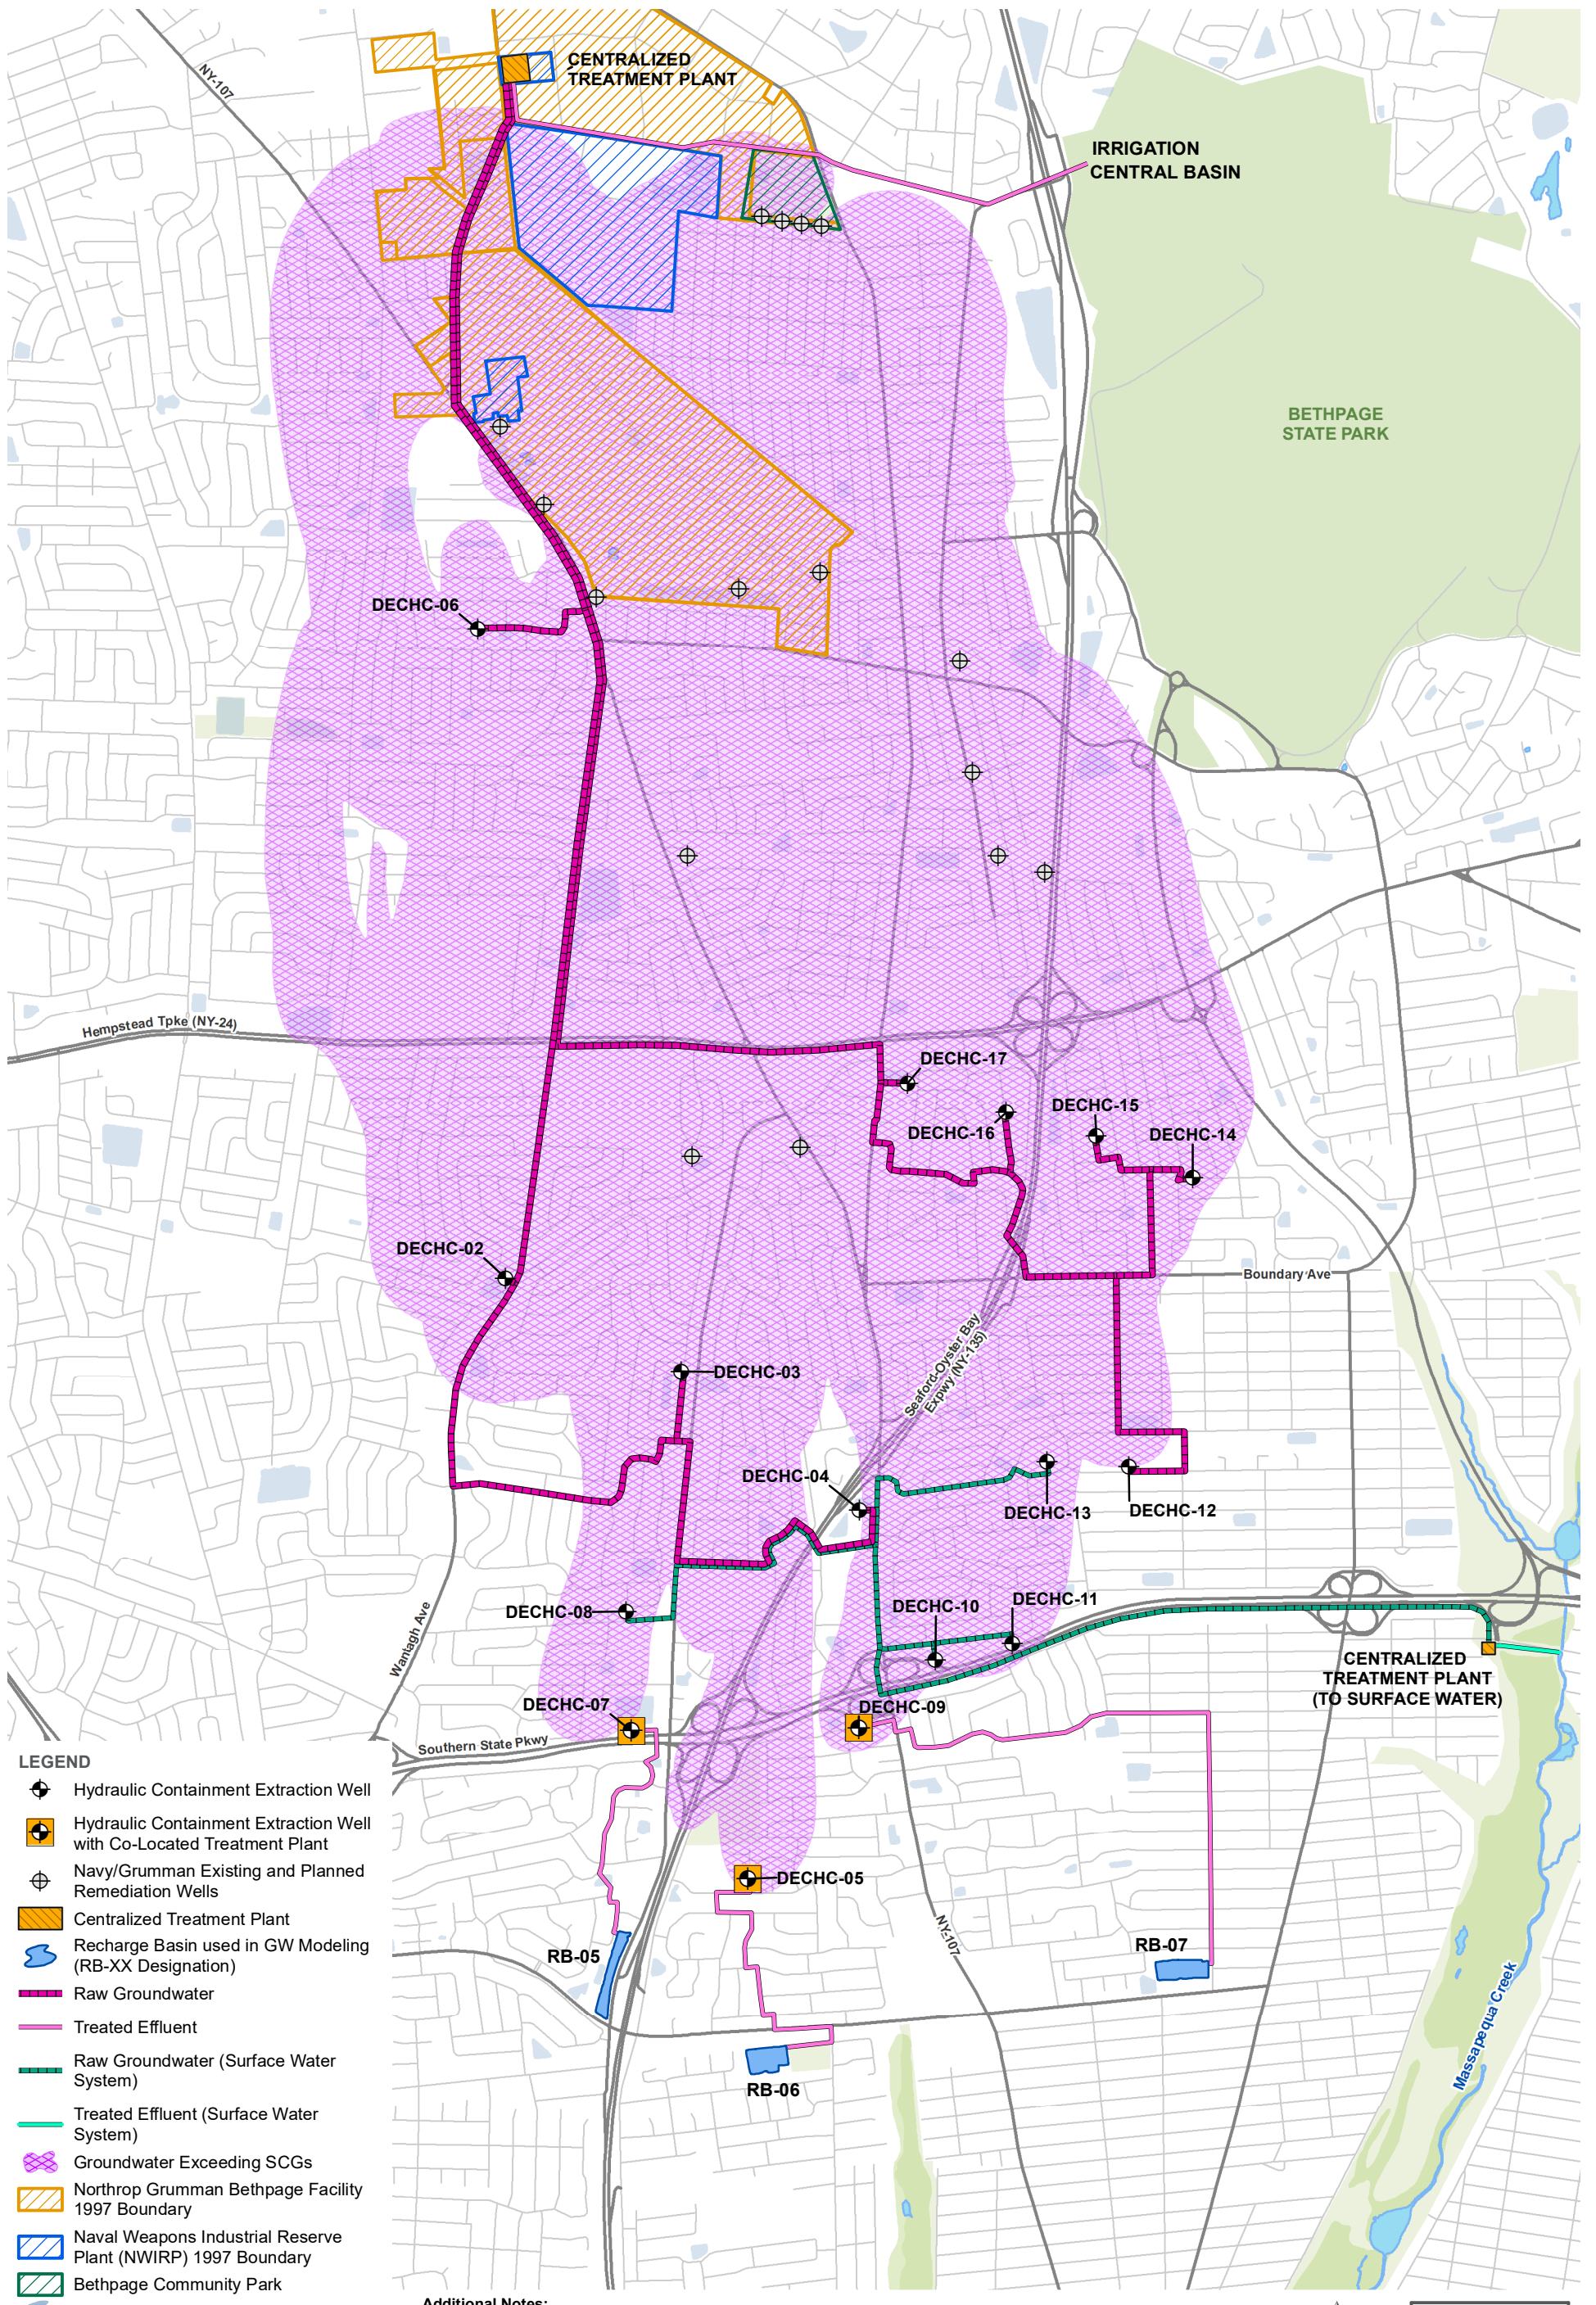 NY-107
CENTRALIZED
TREATMENT PLANT
IRRIGATION
CENTRAL BASIN
BETHPAGE
STATE PARK
DECHC-06
Hempstead Tpke (NY-24)
DECHC-17
DECHC-16
DECHC-15
DECHC-14
DECHC-02
Boundary Ave
Seaford-Oyster Bay
Expwy (NY-135)
DECHC-03
DECHC-04
DECHC-13
DECHC-12
DECHC-08
DECHC-10
DECHC-11
Wantagh Ave
CENTRALIZED
TREATMENT PLANT
(TO SURFACE WATER)
DECHC-07
DECHC-09
Southern State Pkwy
DECHC-05
NY-107
RB-05
RB-07
RB-06
Massapequa Creek
LEGEND
Hydraulic Containment Extraction Well
Hydraulic Containment Extraction Well
with Co-Located Treatment Plant
Navy/Grumman Existing and Planned
Remediation Wells
Centralized Treatment Plant
Recharge Basin used in GW Modeling
(RB-XX Designation)
Raw Groundwater
Treated Effluent
Raw Groundwater (Surface Water
System)
Treated Effluent (Surface Water
System)
Groundwater Exceeding SCGs
Northrop Grumman Bethpage Facility
1997 Boundary
Naval Weapons Industrial Reserve
Plant (NWIRP) 1997 Boundary
Bethpage Community Park
Additional Notes: